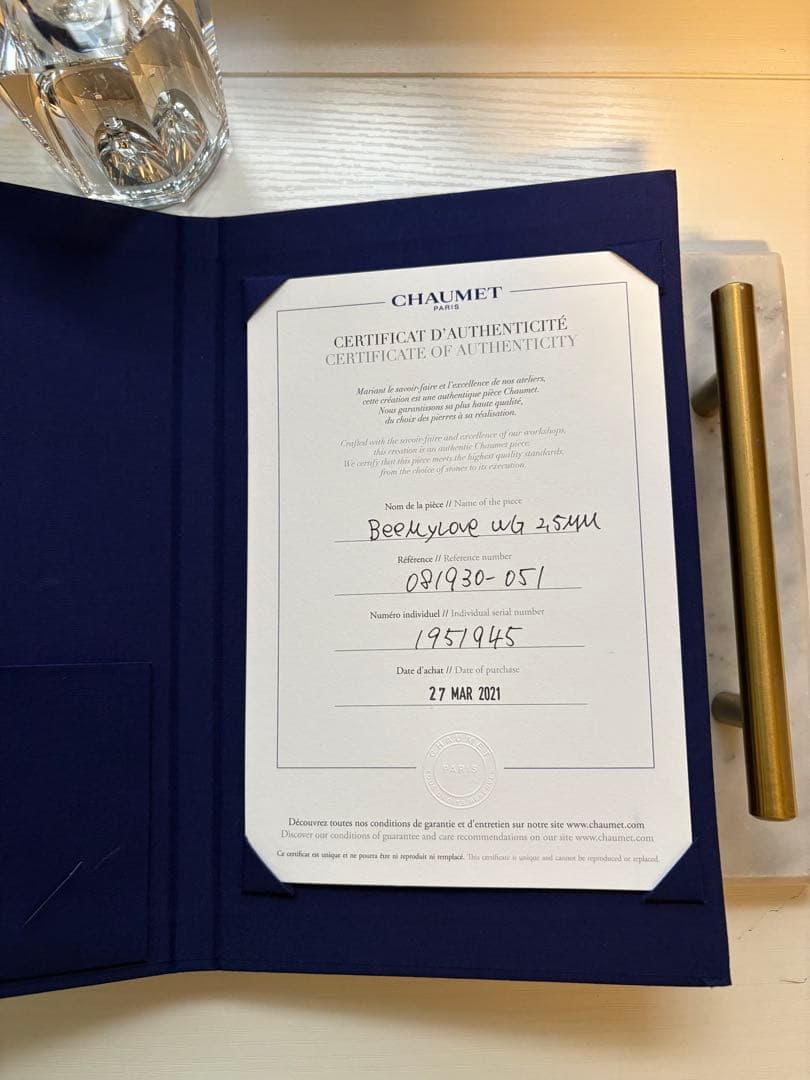 CHAUMET
PARIS
CERTIFICAT D'AUTHENTICITÉ
CERTIFICATE OF AUTHENTICITY
Mariant le savoir-faire et l'excellence de nos ateliers,
cette création est une authentique pièce Chaumet.
Nous garantissons sa plus haute qualité,
du choix des pierres à sa réalisation.
Crafted with the savoir-faire and excellence of our workshops,
this creation is an authentic Chaumet piece.
We certify that this piece meets the highest quality standards,
from the choice of stones to its execution.
Nom de la pièce // Name of the piece
BeeMyLove WG 2,5MM
Référence // Reference number
081930-051
Numéro individuel // Individual serial number
1951945
Date d'achat // Date of purchase
27 MAR 2021
CHAUMET
PARIS
Découvrez toutes nos conditions de garantie et d'entretien sur notre site www.chaumet.com
Discover our conditions of guarantee and care recommendations on our site www.chaumet.com
Ce certificat est unique et ne pourra être ni reproduit ni remplacé. This certificate is unique and cannot be reproduced or replaced.